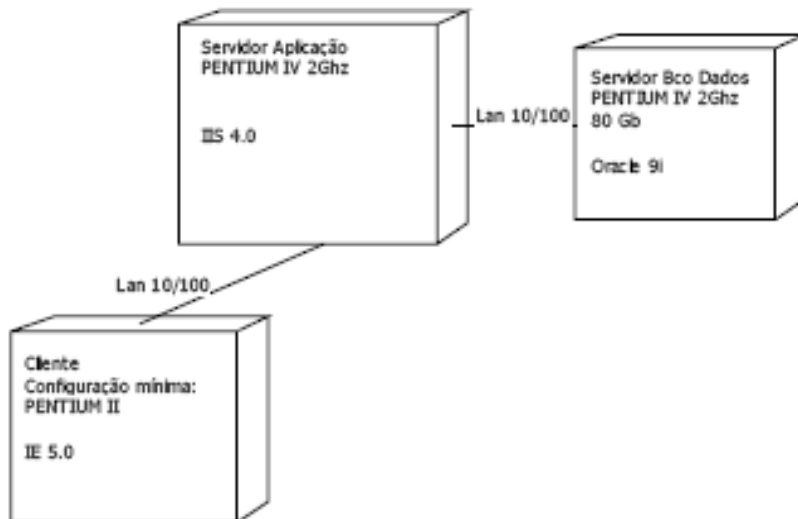 Servidor Aplicação
PENTIUM IV 2Ghz
IIS 4.0
Lan 10/100
Servidor Bco Dados
PENTIUM IV 2Ghz
80 Gb
Oracle 9i
Lan 10/100
Cliente
Configuração mínima:
PENTIUM II
IE 5.0